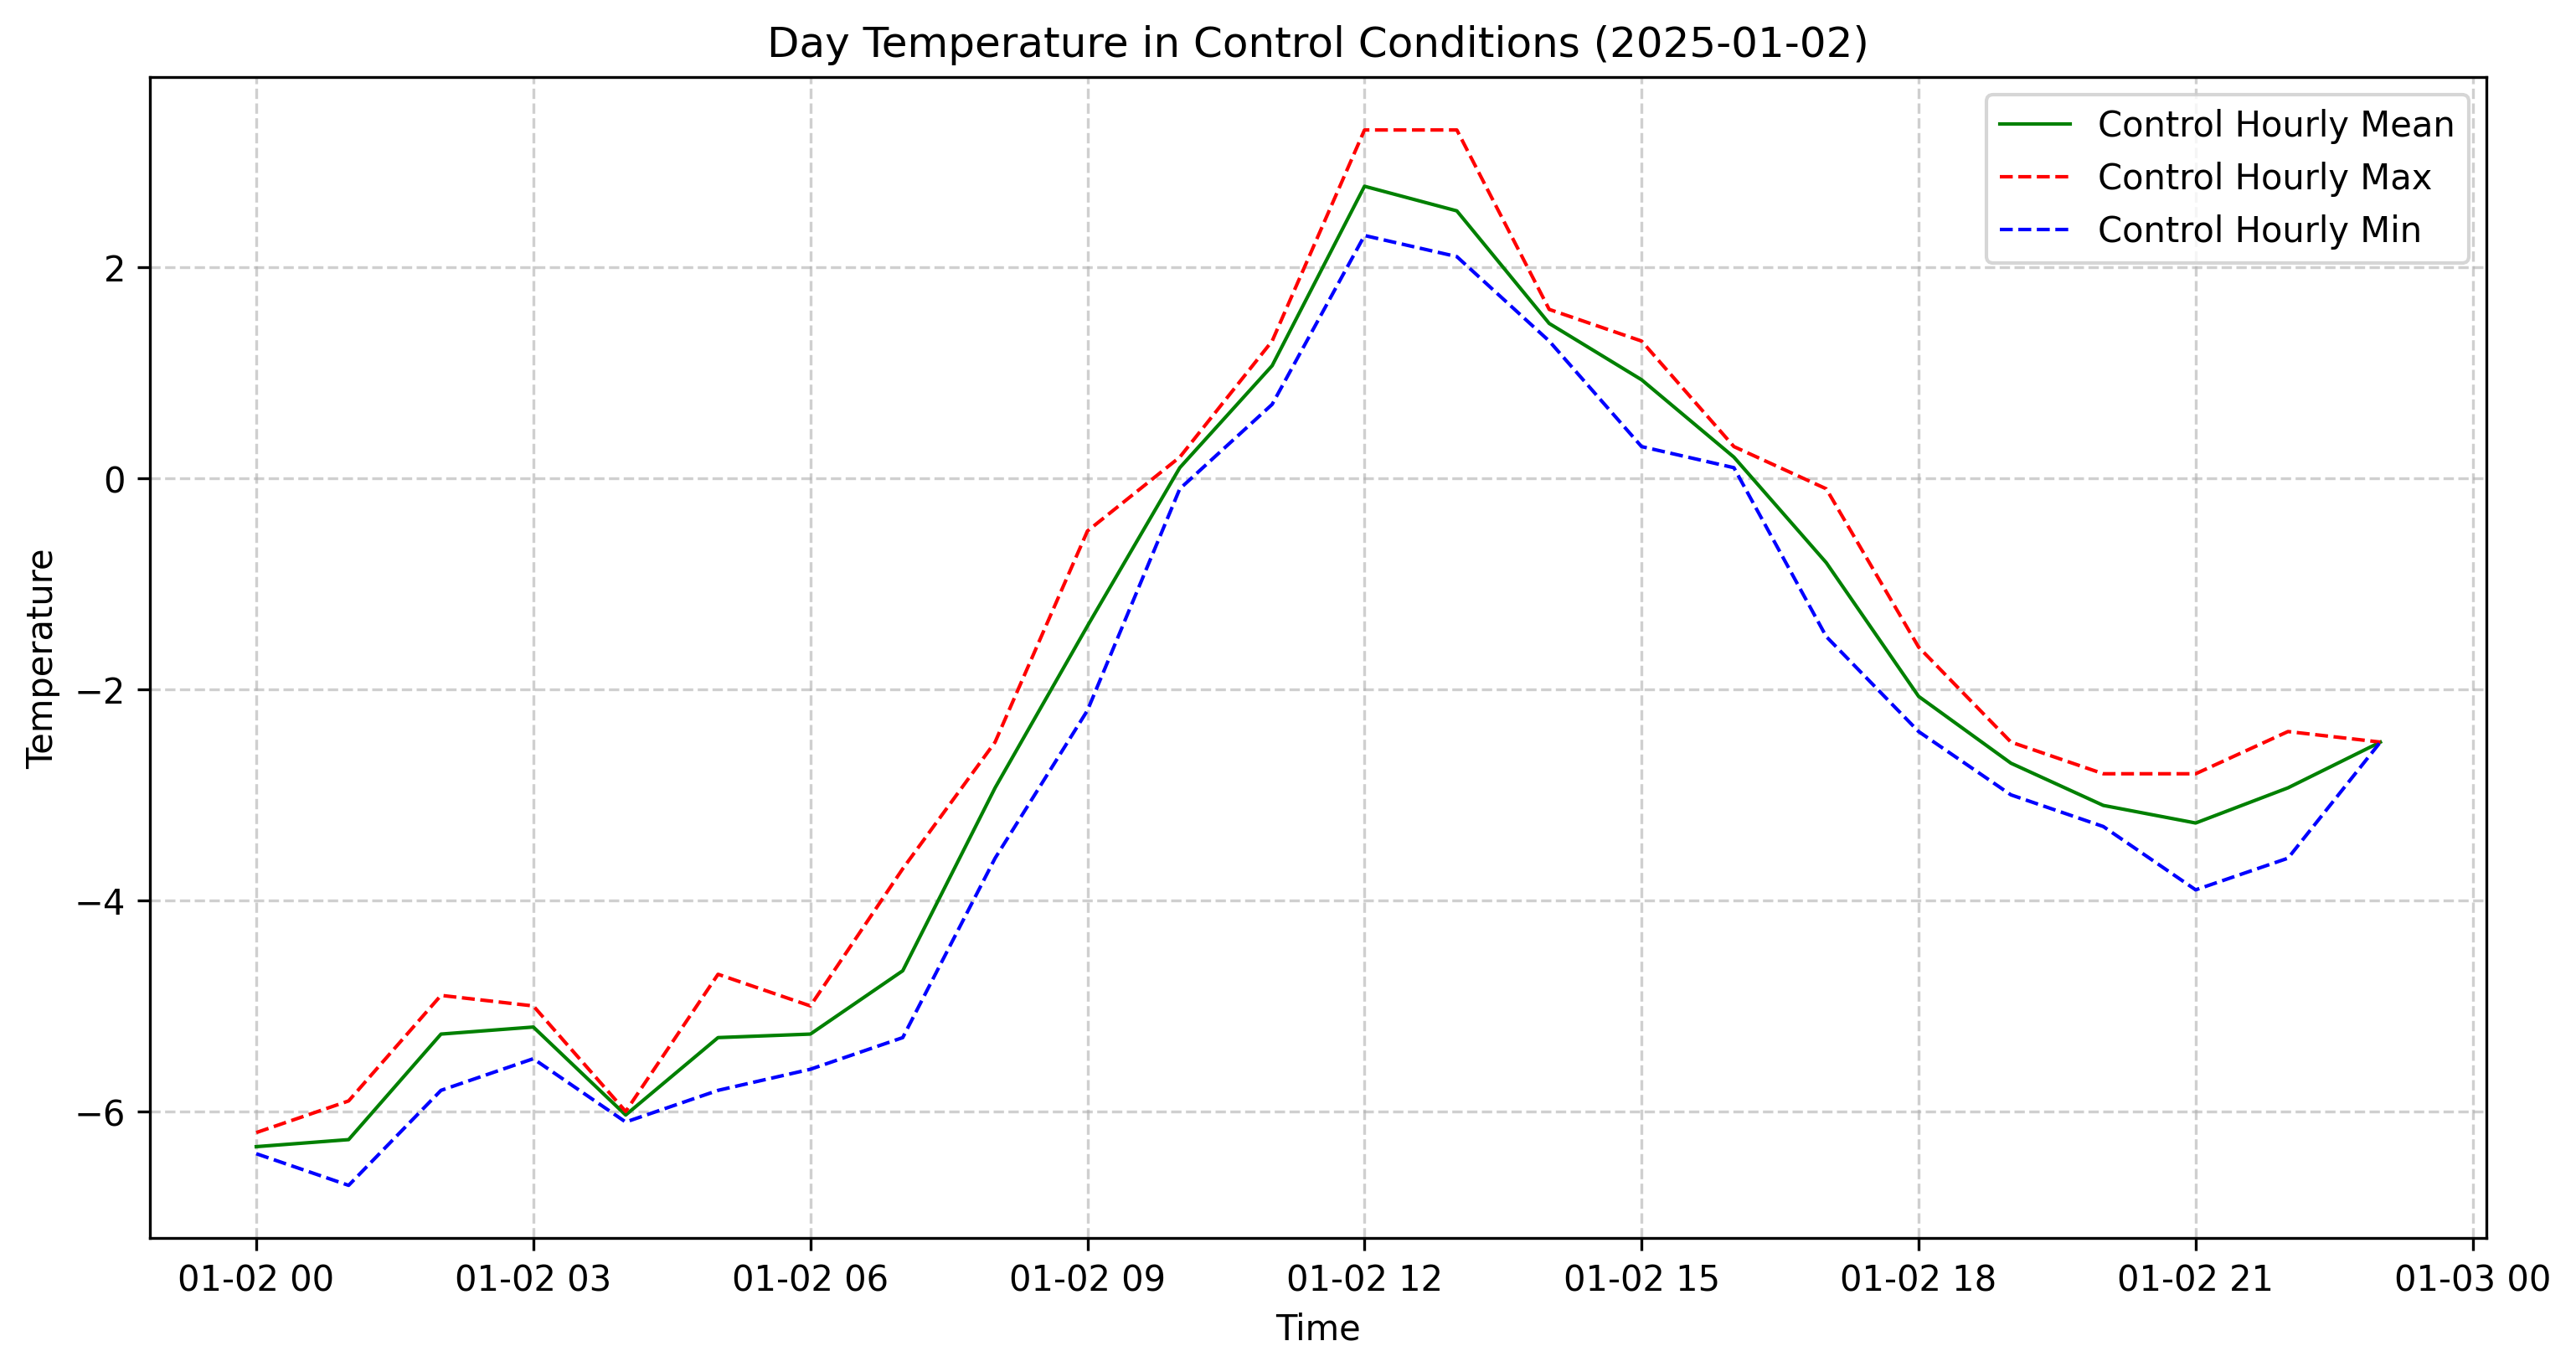 Day Temperature in Control Conditions (2025-01-02)
Control Hourly Mean
Control Hourly Max
Control Hourly Min
2
0
−2
−4
−6
Temperature
01-02 00 01-02 03 01-02 06 01-02 09 01-02 12 01-02 15 01-02 18 01-02 21 01-03 00
Time